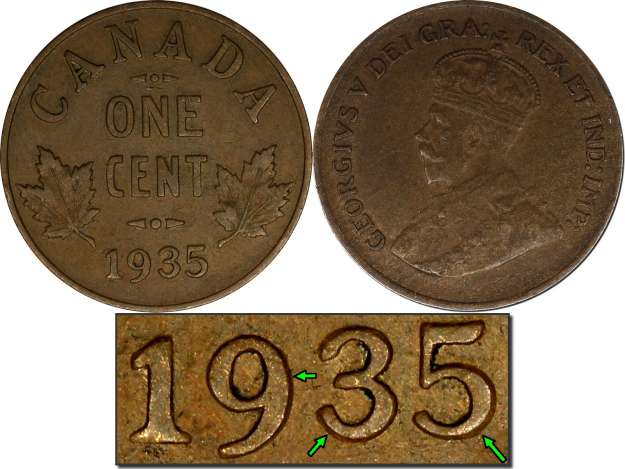 CANADA
ONE
CENT
1935
GEORGIVS V DEI GRA: REX ET IND: IMP:
1935